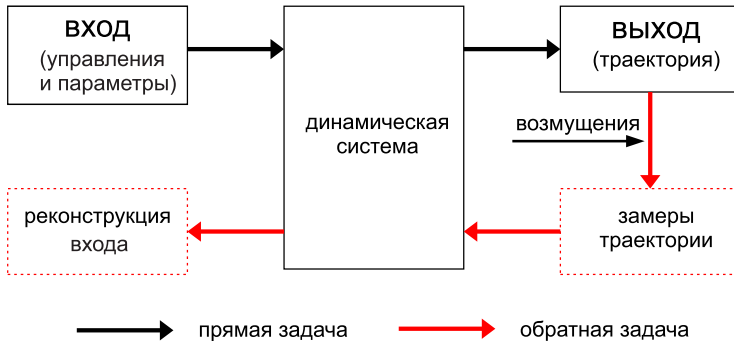 ВХОД
(управления
и параметры)
динамическая
система
ВЫХОД
(траектория)
возмущения
реконструкция
входа
замеры
траектории
прямая задача
обратная задача